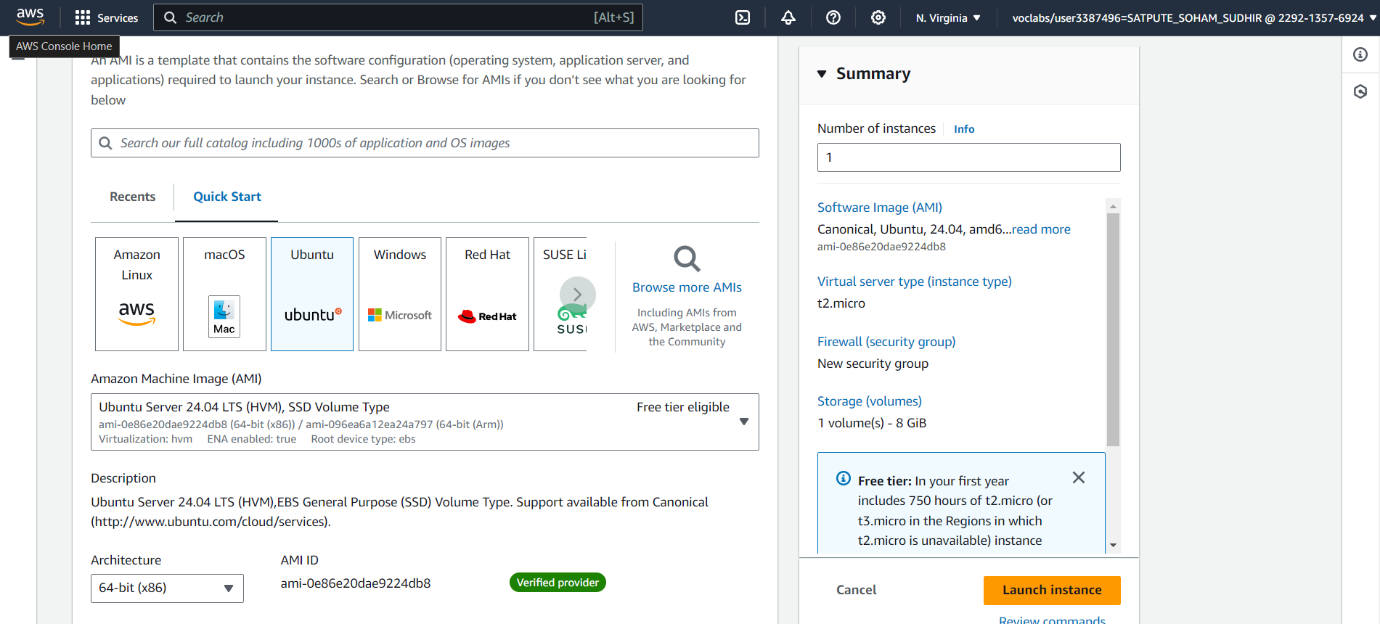 aws
Services
Search
[Alt+S]
N. Virginia
voclabs/user3387496=SATPUTE_SOHAM_SUDHIR @ 2292-1357-6924
AWS Console Home
An AMI is a template that contains the software configuration (operating system, application server, and
applications) required to launch your instance. Search or Browse for AMIs if you don't see what you are looking for
below
Search our full catalog including 1000s of application and OS images
Recents
Quick Start
Amazon
Linux
aws
macOS
Mac
Ubuntu
ubuntu
Windows
Microsoft
Red Hat
Red Hat
SUSE Li
SUSU
Browse more AMIs
Including AMIs from
AWS, Marketplace and
the Community
Amazon Machine Image (AMI)
Ubuntu Server 24.04 LTS (HVM), SSD Volume Type
Free tier eligible
ami-0e86e20dae9224db8 (64-bit (x86)) / ami-096ea6a12ea24a797 (64-bit (Arm))
Virtualization: hvm ENA enabled: true Root device type: ebs
Description
Ubuntu Server 24.04 LTS (HVM),EBS General Purpose (SSD) Volume Type. Support available from Canonical
(http://www.ubuntu.com/cloud/services).
Architecture
64-bit (x86)
AMI ID
ami-0e86e20dae9224db8
Verified provider
Summary
Number of instances
Info
1
Software Image (AMI)
Canonical, Ubuntu, 24.04, amd6...read more
ami-0e86e20dae9224db8
Virtual server type (instance type)
t2.micro
Firewall (security group)
New security group
Storage (volumes)
1 volume(s) - 8 GiB
Free tier: In your first year
includes 750 hours of t2.micro (or
t3.micro in the Regions in which
t2.micro is unavailable) instance
Cancel
Launch instance
Review commands